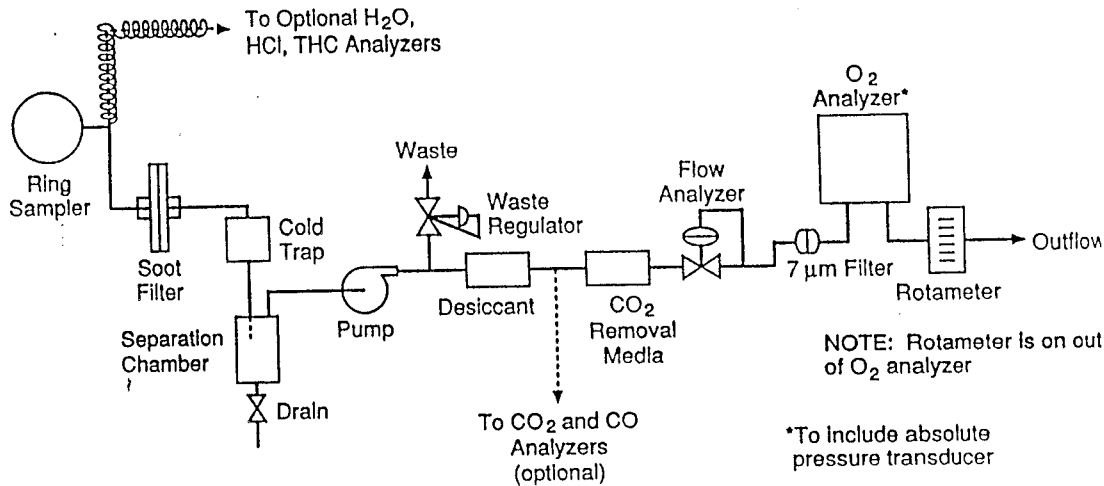 To Optional H₂O,
HCl, THC Analyzers
O₂
Analyzer*
Ring
Sampler
Waste
Flow
Analyzer
Waste
Regulator
Cold
Trap
Soot
Filter
Outflow
7 μm Filter
Rotameter
Pump
Desiccant
CO₂
Removal
Media
Separation
Chamber
Drain
NOTE: Rotameter is on out
of O₂ analyzer
To CO₂ and CO
Analyzers
(optional)
*To include absolute
pressure transducer